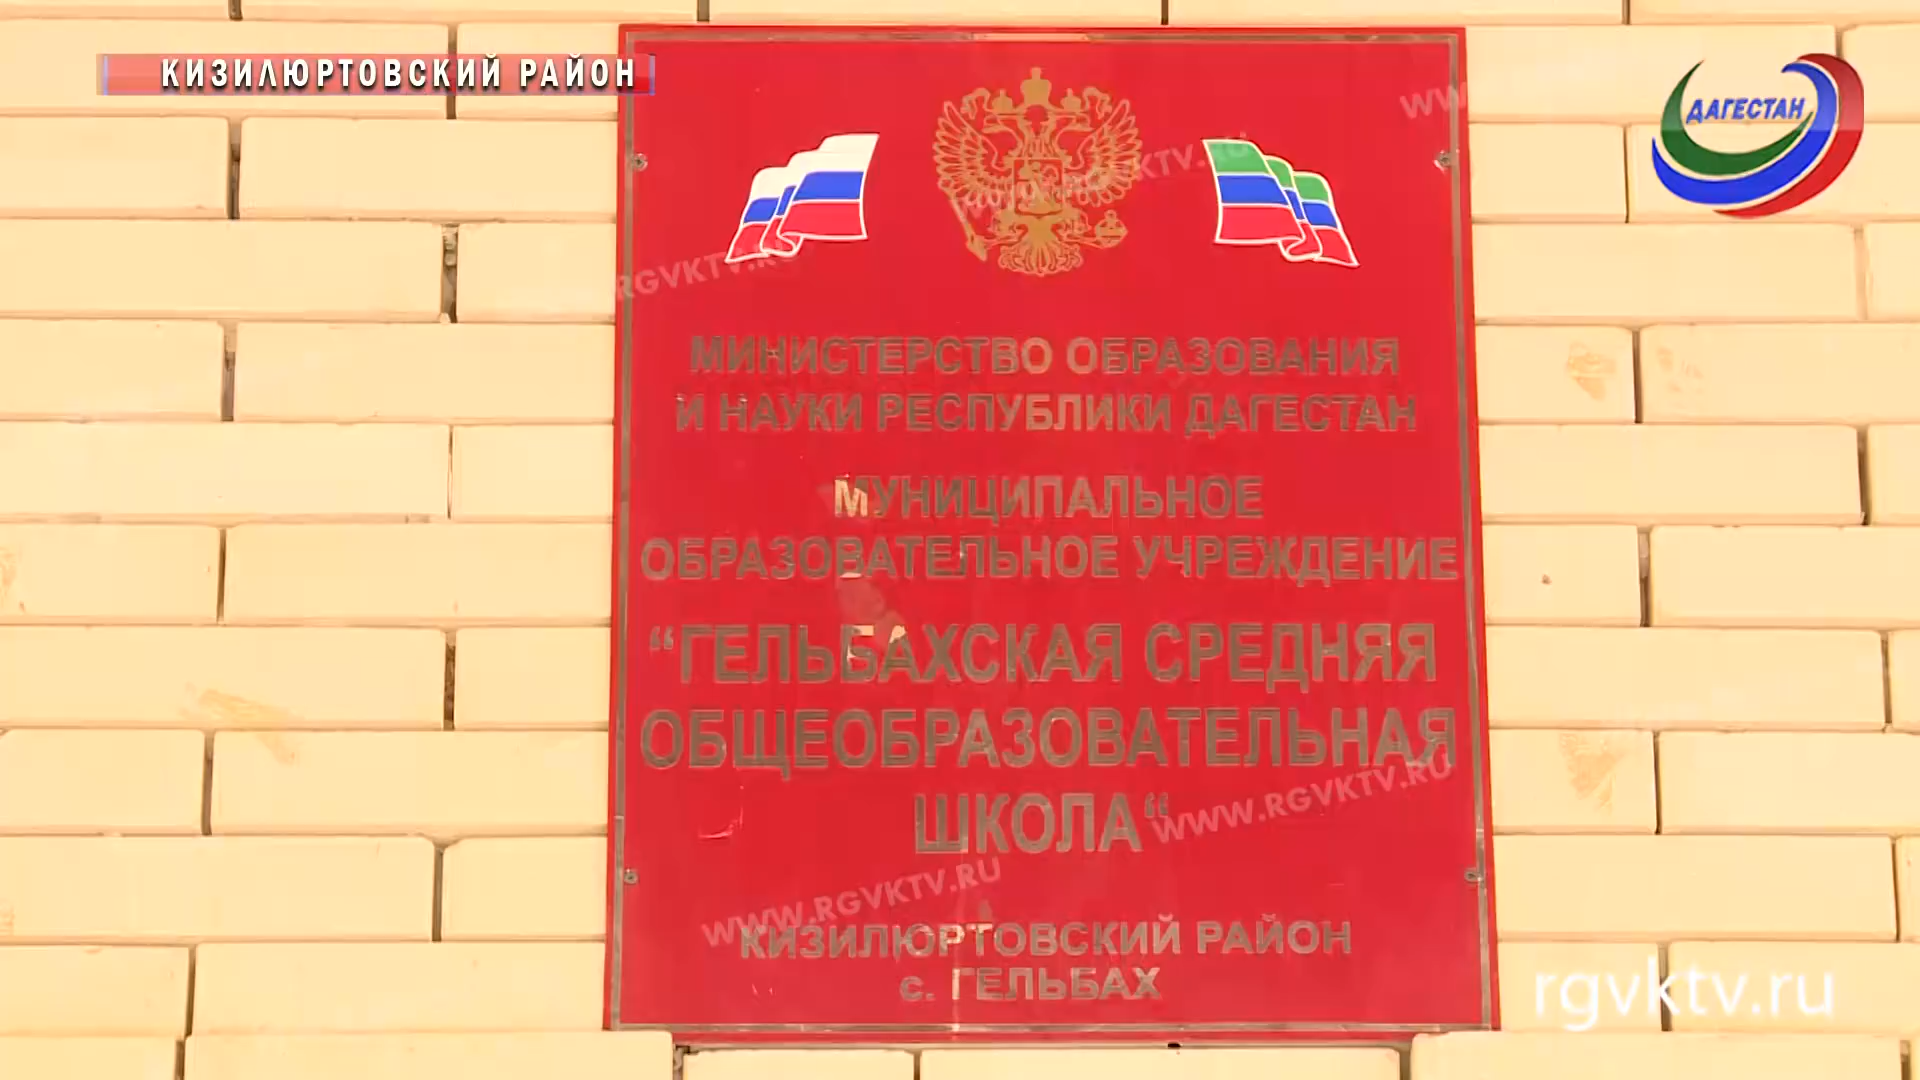 КИЗИЛЮРТОВСКИЙ РАЙОН
ДАГЕСТАН
МИНИСТЕРСТВО ОБРАЗОВАНИЯ
И НАУКИ РЕСПУБЛИКИ ДАГЕСТАН
МУНИЦИПАЛЬНОЕ
ОБРАЗОВАТЕЛЬНОЕ УЧРЕЖДЕНИЕ
“ГЕЛЬБАХСКАЯ СРЕДНЯЯ
ОБЩЕОБРАЗОВАТЕЛЬНАЯ
ШКОЛА“
WWW.RGVKTV.RU
WWW.RGVKTV.RU
КИЗИЛЮРТОВСКИЙ РАЙОН
с. ГЕЛЬБАХ
rgvktv.ru